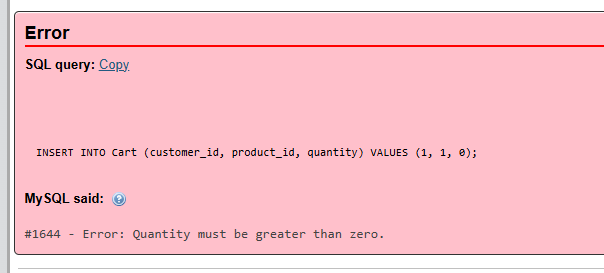 Error
SQL query: Copy
INSERT INTO Cart (customer_id, product_id, quantity) VALUES (1, 1, 0);
MySQL said:
#1644 - Error: Quantity must be greater than zero.